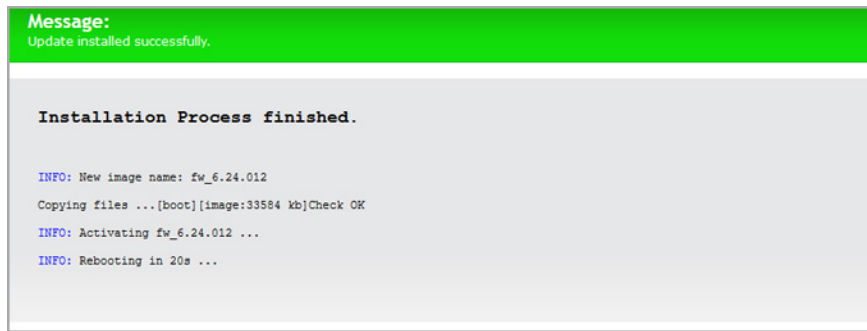 Message:
Update installed successfully.
Installation Process finished.
INFO: New image name: fw_6.24.012
Copying files ...[boot][image:33584 kb]Check OK
INFO: Activating fw_6.24.012 ...
INFO: Rebooting in 20s ...